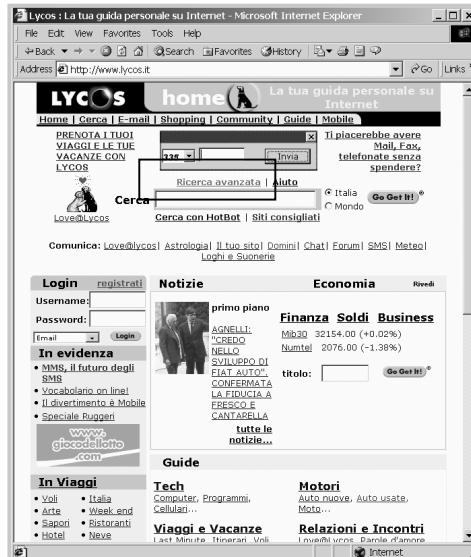 Lycos : La tua guida personale su Internet - Microsoft Internet Explorer
File Edit View Favorites Tools Help
Back Search Favorites History
Address http://www.lycos.it Go Links
LYCOS home La tua guida personale su
Internet
Home | Cerca | E-mail | Shopping | Community | Guide | Mobile
PRENOTA I TUOI
VIAGGI E LE TUE
VACANZE CON
LYCOS
Love@Lycos
335 Invia
Ti piacerebbe avere
Mail, Fax,
telefonate senza
spendere?
Ricerca avanzata | Aiuto
Cerca
Italia
Mondo
Go Get It!®
Cerca con HotBot | Siti consigliati
Comunica: Love@lycos| Astrologia| Il tuo sito| Domini| Chat| Forum| SMS| Meteo|
Loghi e Suonerie
Login registrati
Username:
Password:
Email Login
In evidenza
• MMS, il futuro degli
SMS
• Vocabolario on line!
• Il divertimento è Mobile
• Speciale Ruggeri
www.
giocodellotto
.com
In Viaggi
• Voli • Italia
• Arte • Week end
• Sapori • Ristoranti
• Hotel • Neve
Notizie
primo piano
AGNELLI:
"CREDO
NELLO
SVILUPPO DI
FIAT AUTO".
CONFERMATA
LA FIDUCIA A
FRESCO E
CANTARELLA
tutte le
notizie...
Economia Rivedi
Finanza Soldi Business
Mib30 32154.00 (+0.02%)
Numtel 2076.00 (-1.38%)
titolo: Go Get It!®
Guide
Tech
Computer, Programmi,
Cellulari...
Motori
Auto nuove, Auto usate,
Moto...
Viaggi e Vacanze
Last Minute, Itinerari, Voli
Relazioni e Incontri
Love@Lycos, Parole d'amore
Internet